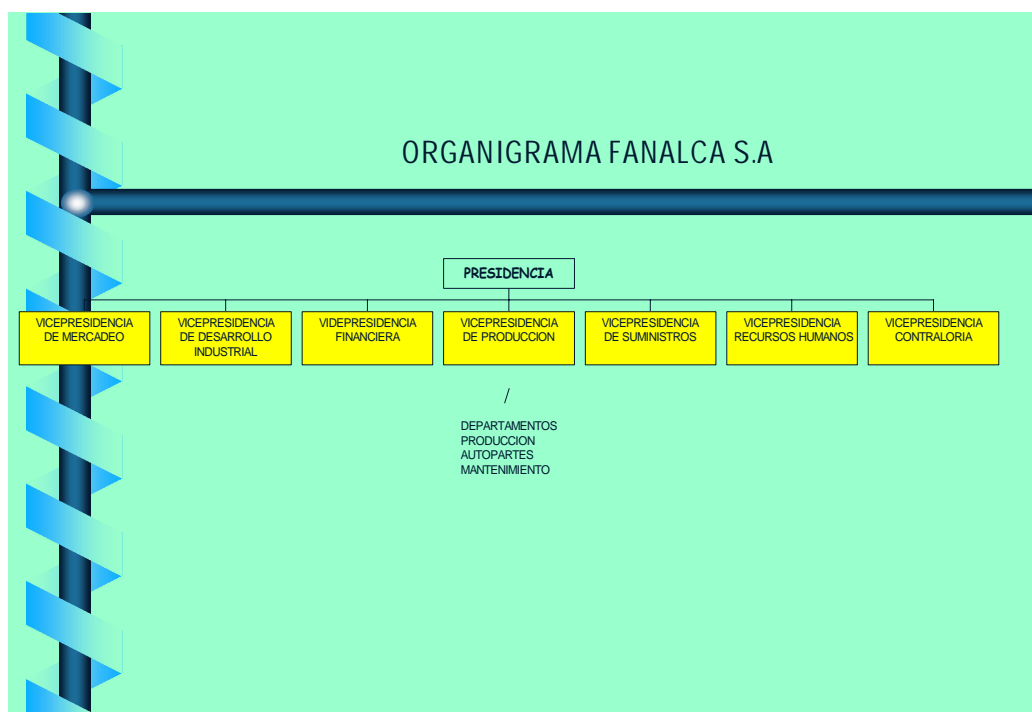 ORGANIGRAMA FANALCA S.A
PRESIDENCIA
VICEPRESIDENCIA
DE MERCADEO
VICEPRESIDENCIA
DE DESARROLLO
INDUSTRIAL
VIDEPRESIDENCIA
FINANCIERA
VICEPRESIDENCIA
DE PRODUCCION
VICEPRESIDENCIA
DE SUMINISTROS
VICEPRESIDENCIA
RECURSOS HUMANOS
VICEPRESIDENCIA
CONTRALORIA
/
DEPARTAMENTOS
PRODUCCION
AUTOPARTES
MANTENIMIENTO